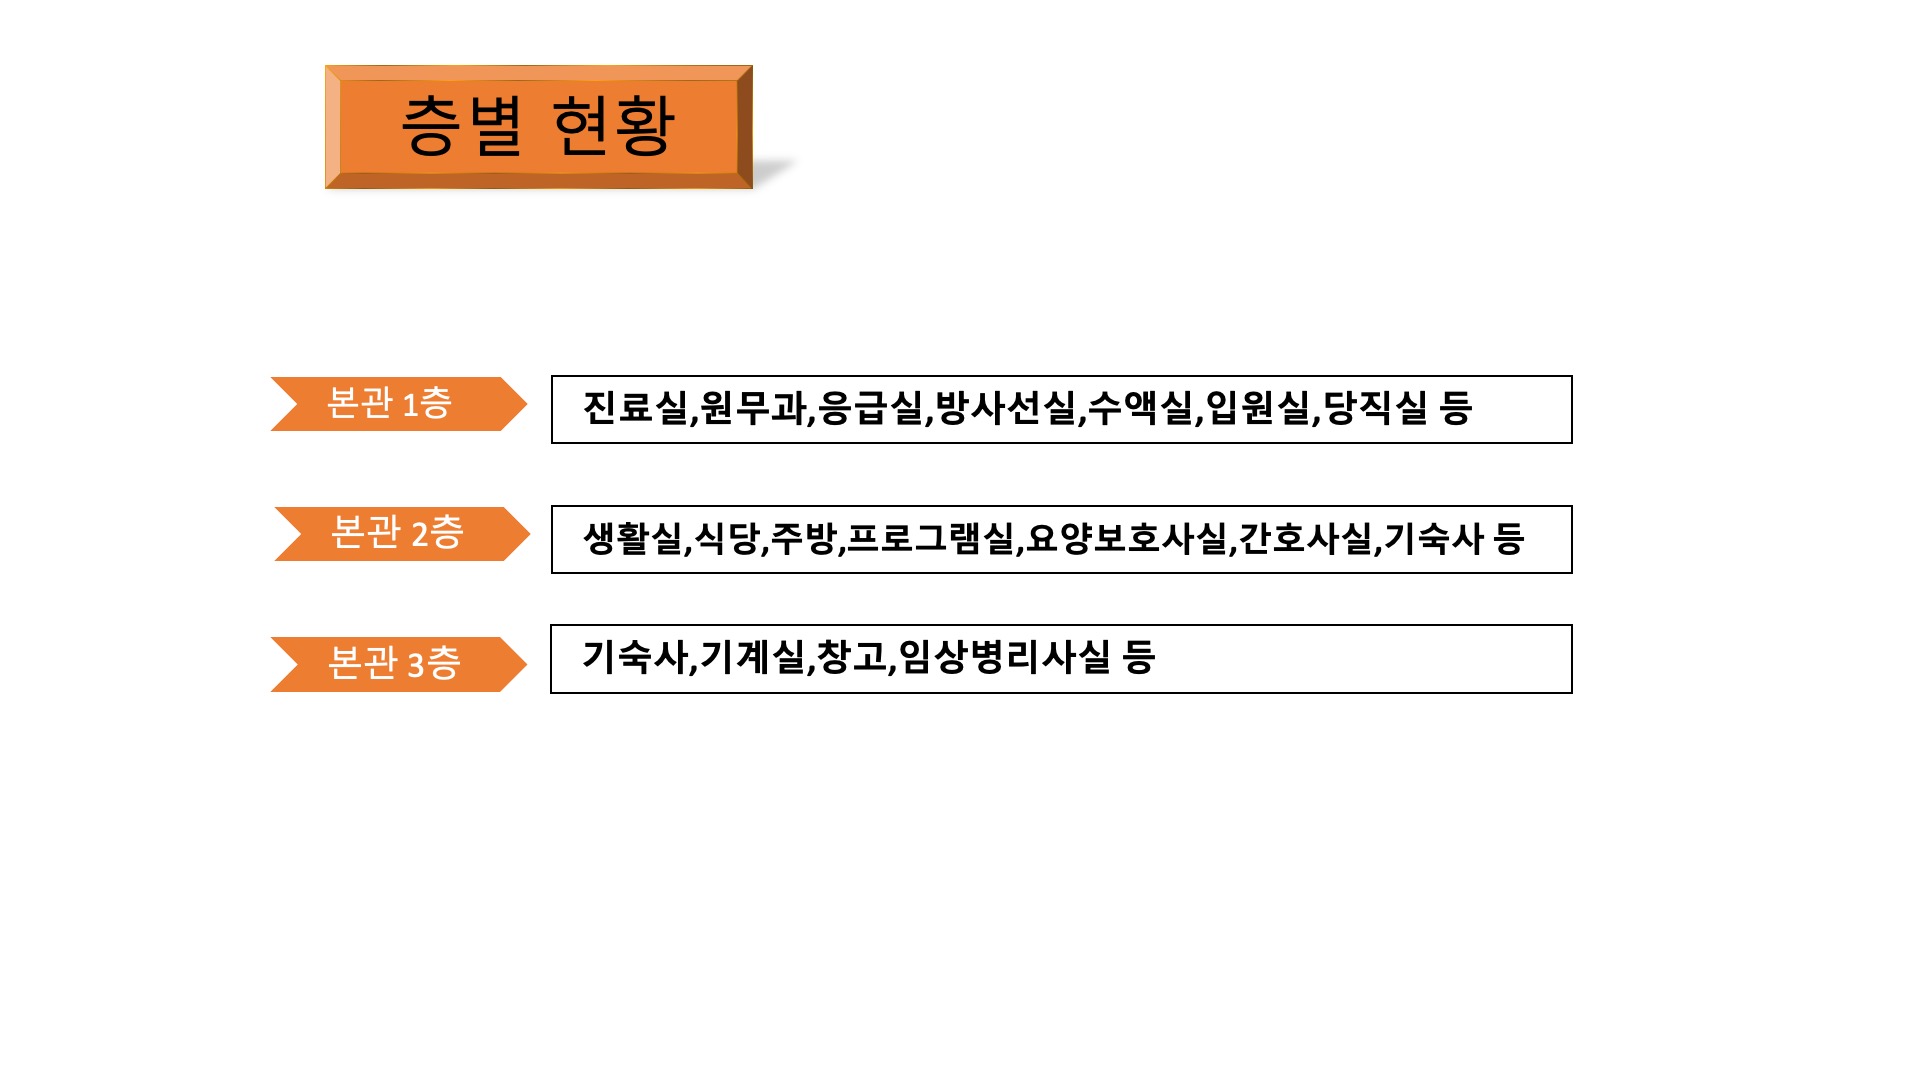 층별 현황
본관 1층
진료실,원무과,응급실,방사선실,수액실,입원실,당직실 등
본관 2층
생활실,식당,주방,프로그램실,요양보호사실,간호사실,기숙사 등
본관 3층
기숙사,기계실,창고,임상병리사실 등